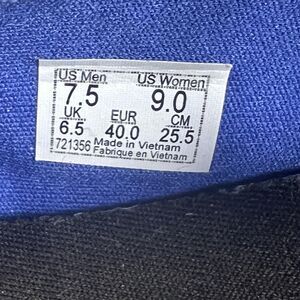 US Men US Women
7.5 9.0
UK EUR CM
6.5 40.0 25.5
721356 Made in Vietnam
Fabrique en Vietnam